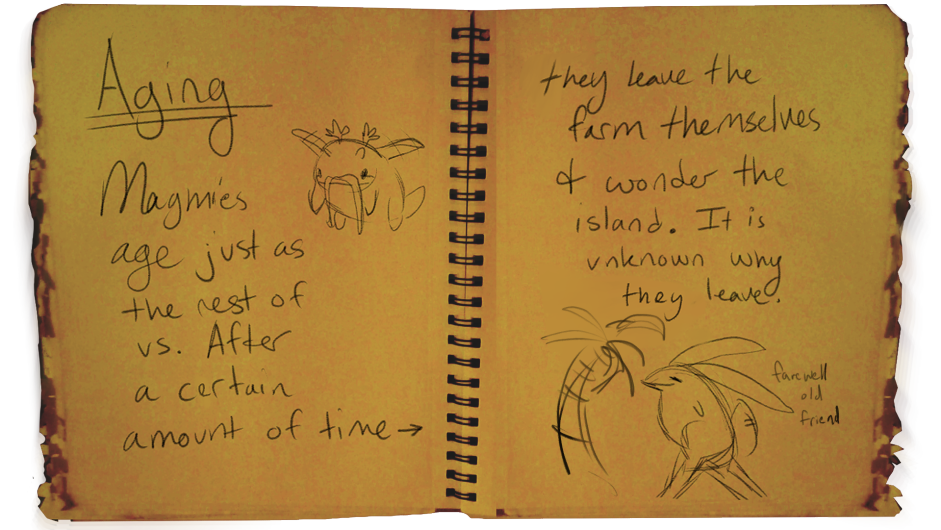 Aging
Magmies
age just as
the rest of
us. After
a certain
amount of time →
they leave the
farm themselves
& wonder the
island. It is
unknown why
they leave.
farewell
old
friend